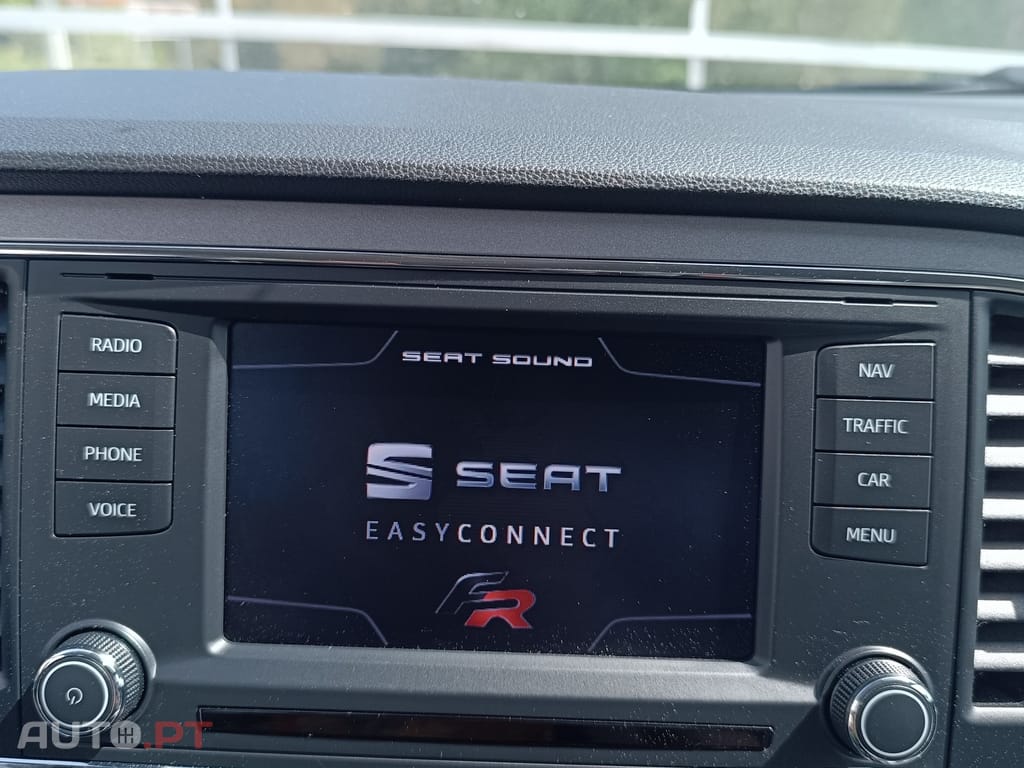 RADIO
MEDIA
PHONE
VOICE
SEAT SOUND
SEAT
EASYCONNECT
FR
NAV
TRAFFIC
CAR
MENU
AUTO.PT